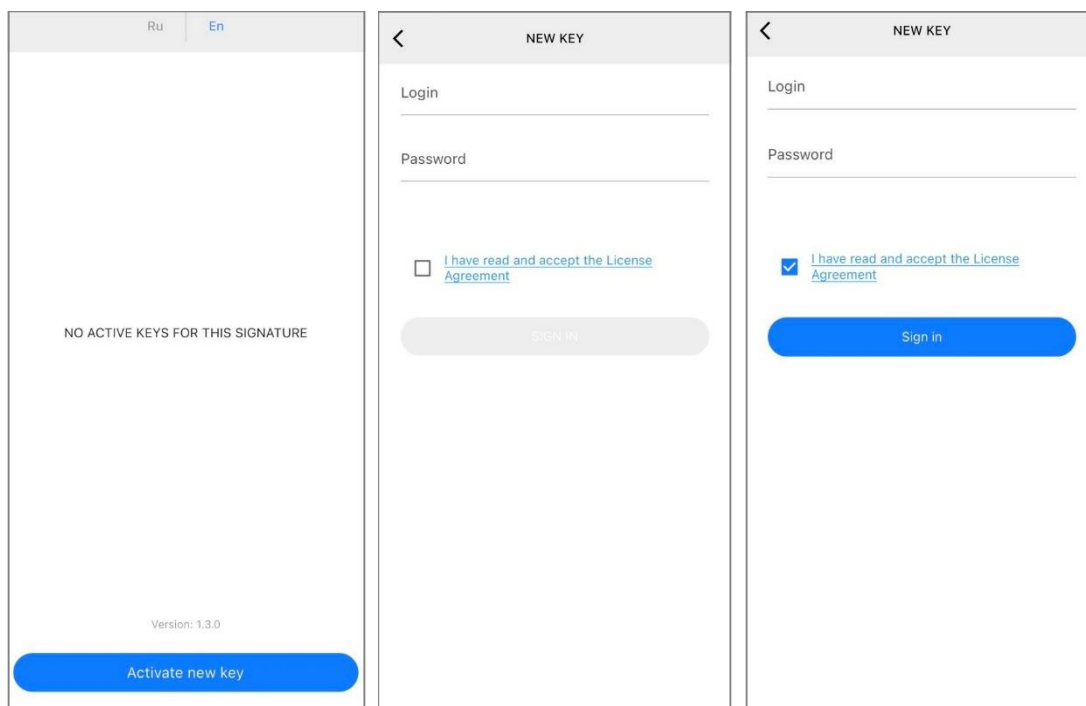 Ru
En
NO ACTIVE KEYS FOR THIS SIGNATURE
Version: 1.3.0
Activate new key
NEW KEY
Login
Password
I have read and accept the License
Agreement
SIGN IN
NEW KEY
Login
Password
I have read and accept the License
Agreement
Sign in